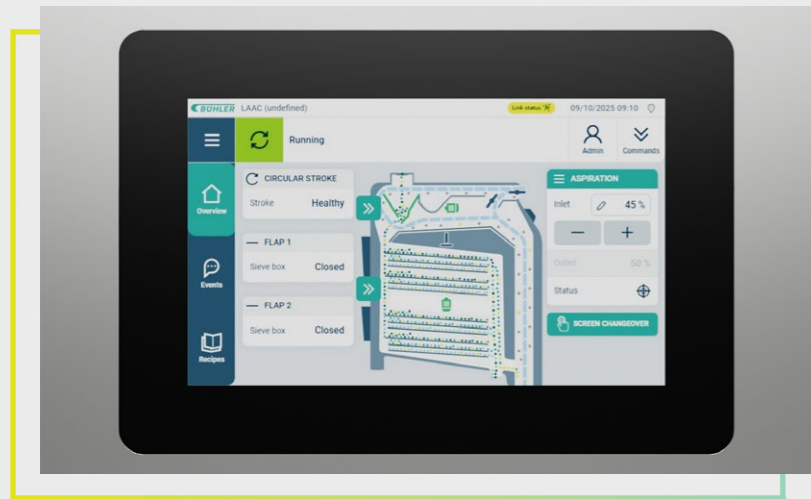 BUHLER LAAC (undefined) Link status 09/10/2025 09:10
Running
Admin
Commands
Overview
Events
Recipes
CIRCULAR STROKE
Stroke Healthy
FLAP 1
Sieve box Closed
FLAP 2
Sieve box Closed
ASPIRATION
Inlet 45 %
− +
Outlet 50 %
Status
SCREEN CHANGEOVER